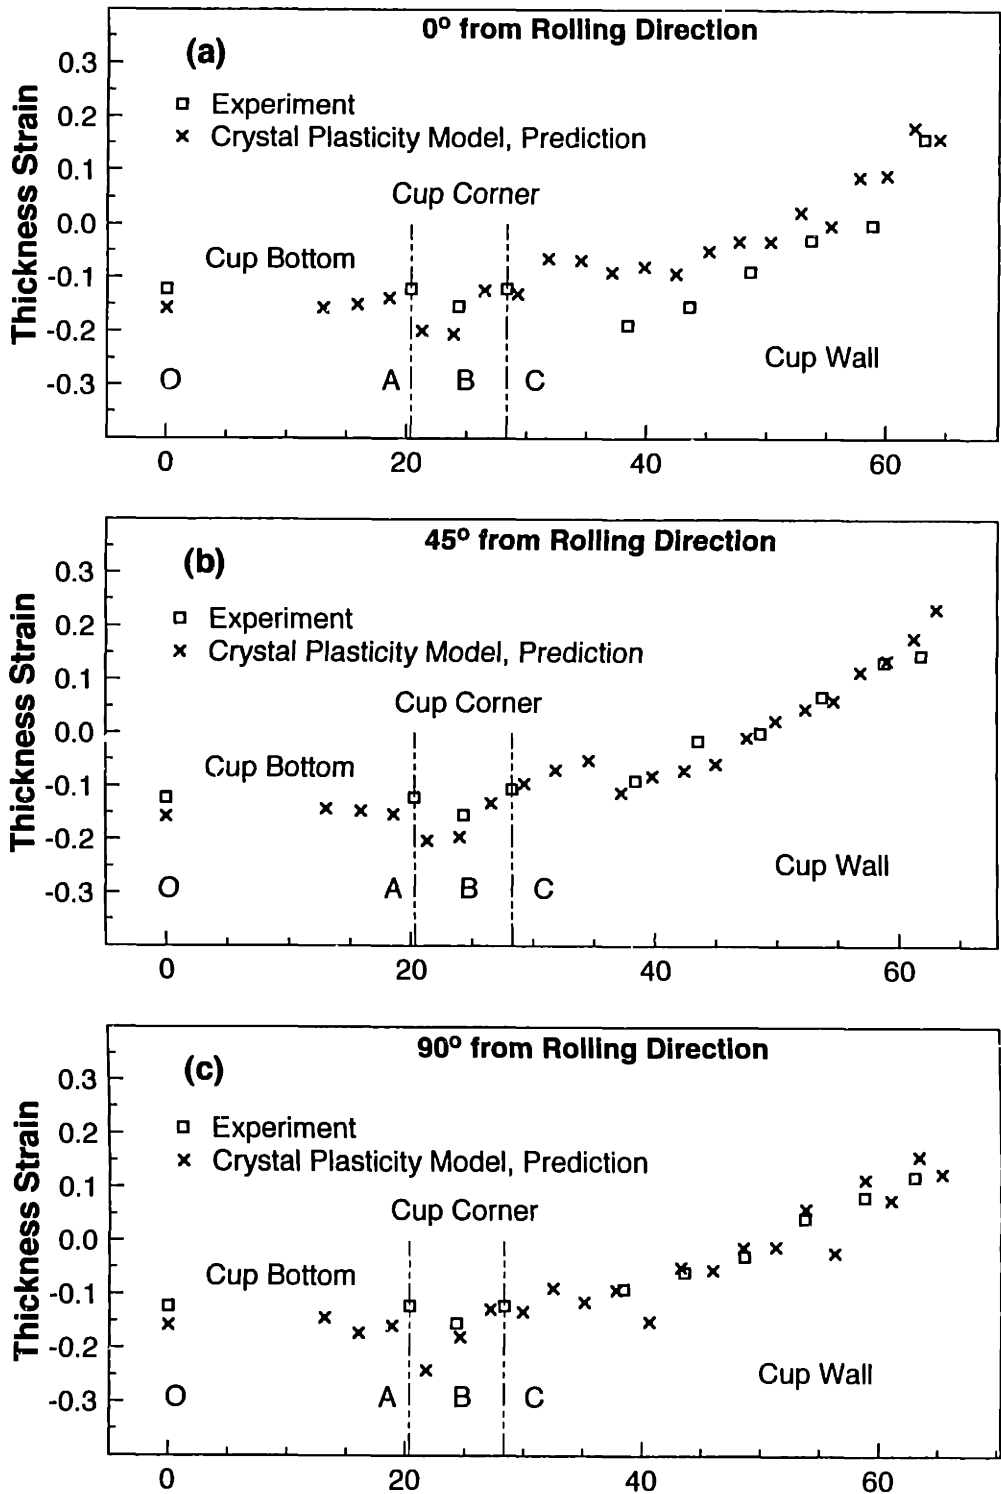 (a)
0° from Rolling Direction
Thickness Strain
0.3
0.2
0.1
0.0
-0.1
-0.2
-0.3
Experiment
Crystal Plasticity Model, Prediction
Cup Corner
Cup Bottom
Cup Wall
O
A
B
C
0
20
40
60
(b)
45° from Rolling Direction
Thickness Strain
0.3
0.2
0.1
0.0
-0.1
-0.2
-0.3
Experiment
Crystal Plasticity Model, Prediction
Cup Corner
Cup Bottom
Cup Wall
O
A
B
C
0
20
40
60
(c)
90° from Rolling Direction
Thickness Strain
0.3
0.2
0.1
0.0
-0.1
-0.2
-0.3
Experiment
Crystal Plasticity Model, Prediction
Cup Corner
Cup Bottom
Cup Wall
O
A
B
C
0
20
40
60